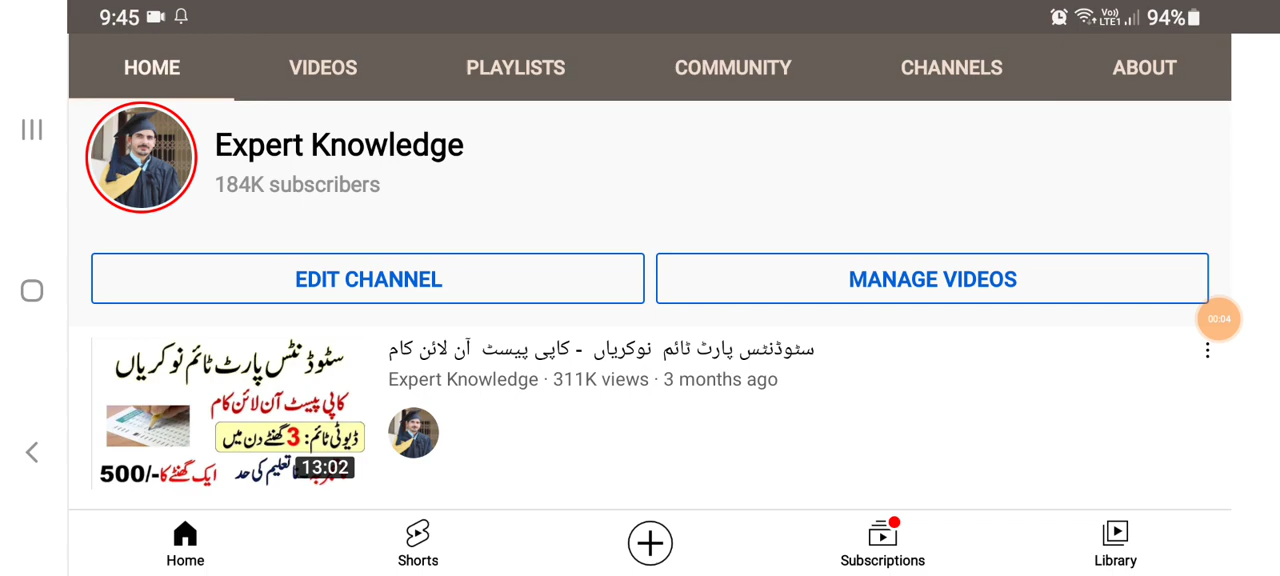 9:45 Vo) LTE1 94%
HOME VIDEOS PLAYLISTS COMMUNITY CHANNELS ABOUT
Expert Knowledge
184K subscribers
EDIT CHANNEL MANAGE VIDEOS
00:04
سٹوڈنٹس پارٹ ٹائم نوکریاں
کاپی پیسٹ آن لائن کام
ڈیوٹی ٹائم: 3 گھنٹے دن میں
تعلیم کی حد
ایک گھنٹے کا -/500
13:02
سٹوڈنٹس پارٹ ٹائم نوکریاں - کاپی پیسٹ آن لائن کام
Expert Knowledge · 311K views · 3 months ago
Home Shorts Subscriptions Library